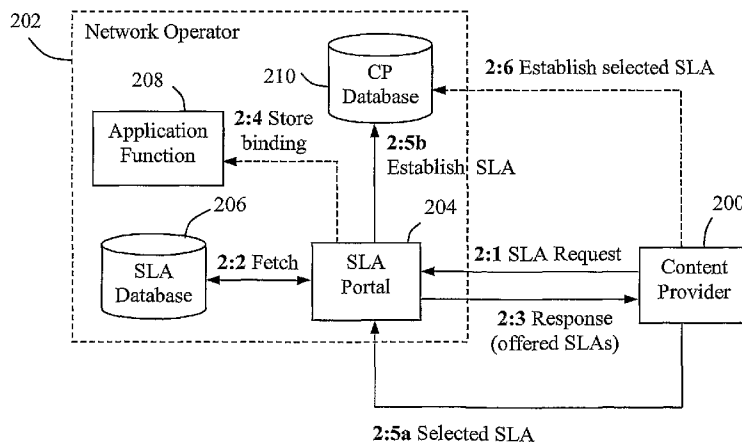 202
Network Operator
208
Application
Function
210
CP
Database
2:4 Store
binding
2:5b
Establish SLA
2:6 Establish selected SLA
206
SLA
Database
2:2 Fetch
204
SLA
Portal
2:1 SLA Request
2:3 Response
(offered SLAs)
200
Content
Provider
2:5a Selected SLA